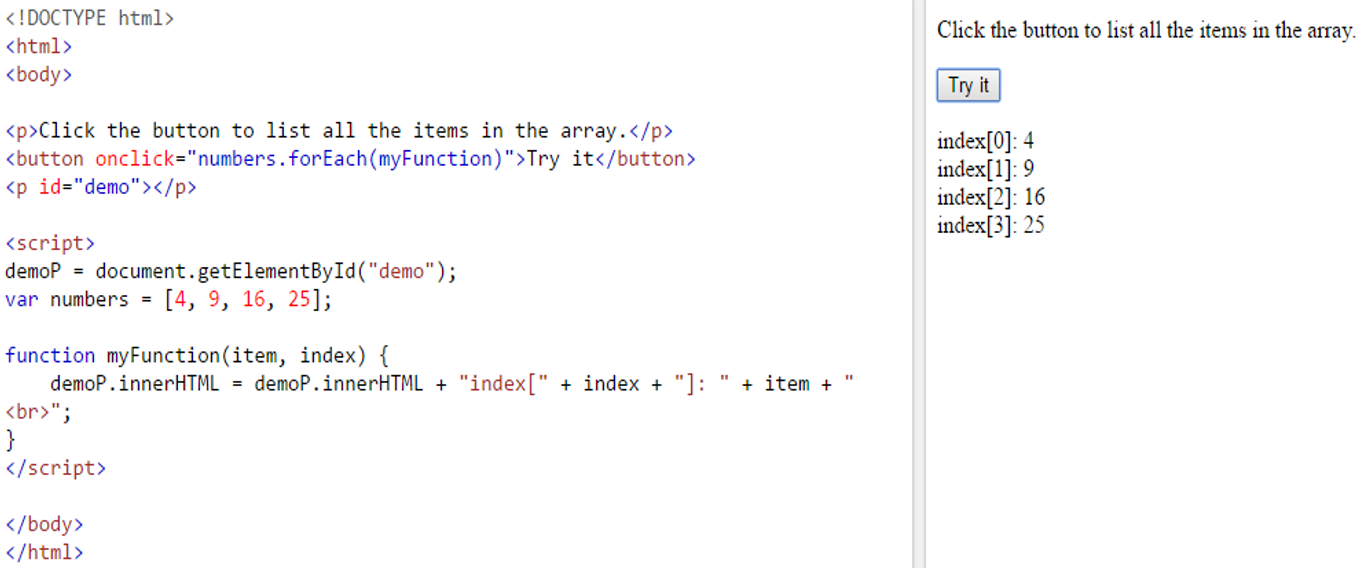 <!DOCTYPE html>
<html>
<body>
<p>Click the button to list all the items in the array.</p>
<button onclick="numbers.forEach(myFunction)">Try it</button>
<p id="demo"></p>
<script>
demoP = document.getElementById("demo");
var numbers = [4, 9, 16, 25];
function myFunction(item, index) {
    demoP.innerHTML = demoP.innerHTML + "index[" + index + "]: " + item + "
<br>";
}
</script>
</body>
</html>
Click the button to list all the items in the array.
Try it
index[0]: 4
index[1]: 9
index[2]: 16
index[3]: 25